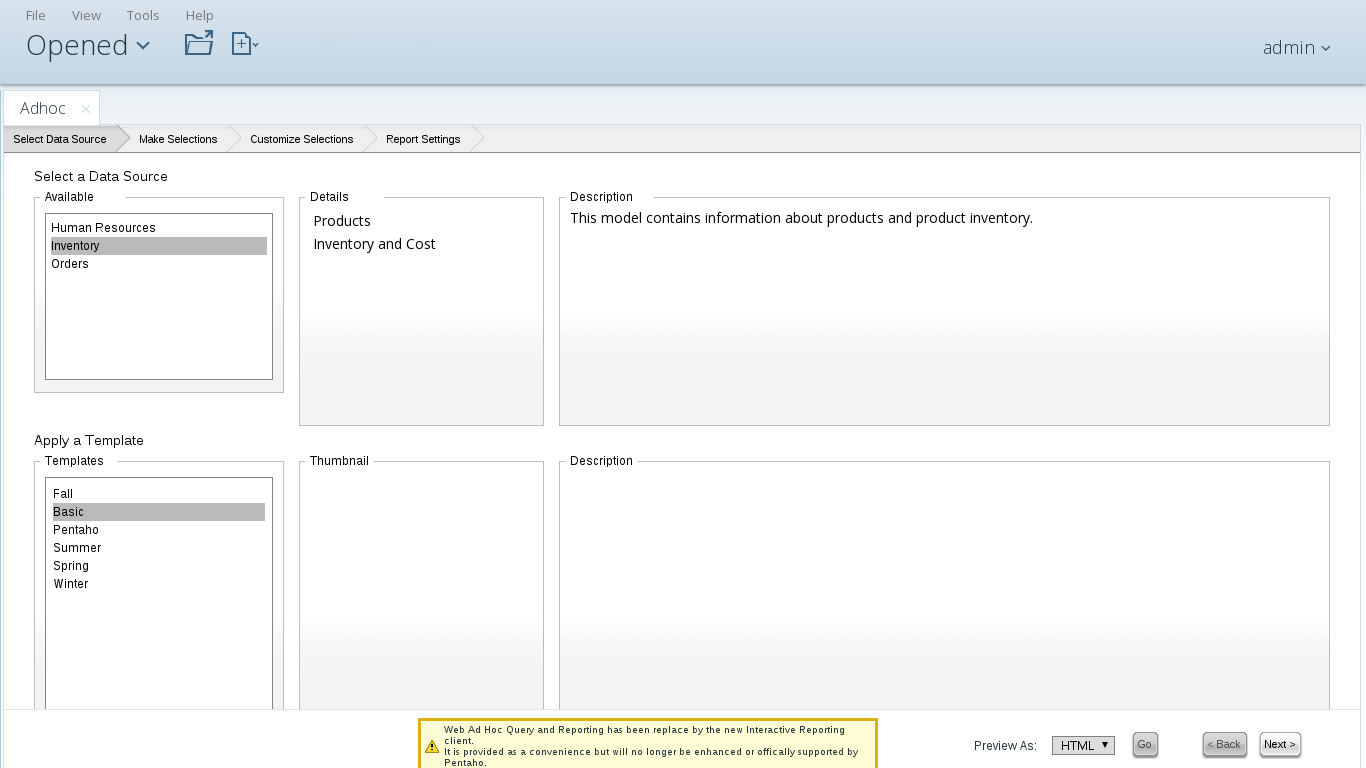 File View Tools Help
Opened
admin
Adhoc ×
Select Data Source Make Selections Customize Selections Report Settings
Select a Data Source
Available
Human Resources
Inventory
Orders
Details
Products
Inventory and Cost
Description
This model contains information about products and product inventory.
Apply a Template
Templates
Fall
Basic
Pentaho
Summer
Spring
Winter
Thumbnail
Description
Web Ad Hoc Query and Reporting has been replace by the new Interactive Reporting
client.
It is provided as a convenience but will no longer be enhanced or offically supported by
Pentaho.
Preview As: HTML Go < Back Next >